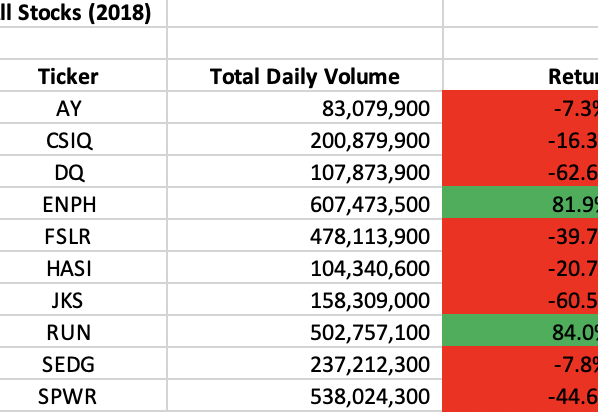 ll Stocks (2018)
Ticker Total Daily Volume Retur
AY 83,079,900 -7.3%
CSIQ 200,879,900 -16.3
DQ 107,873,900 -62.6
ENPH 607,473,500 81.9%
FSLR 478,113,900 -39.7
HASI 104,340,600 -20.7
JKS 158,309,000 -60.5
RUN 502,757,100 84.0%
SEDG 237,212,300 -7.8%
SPWR 538,024,300 -44.6